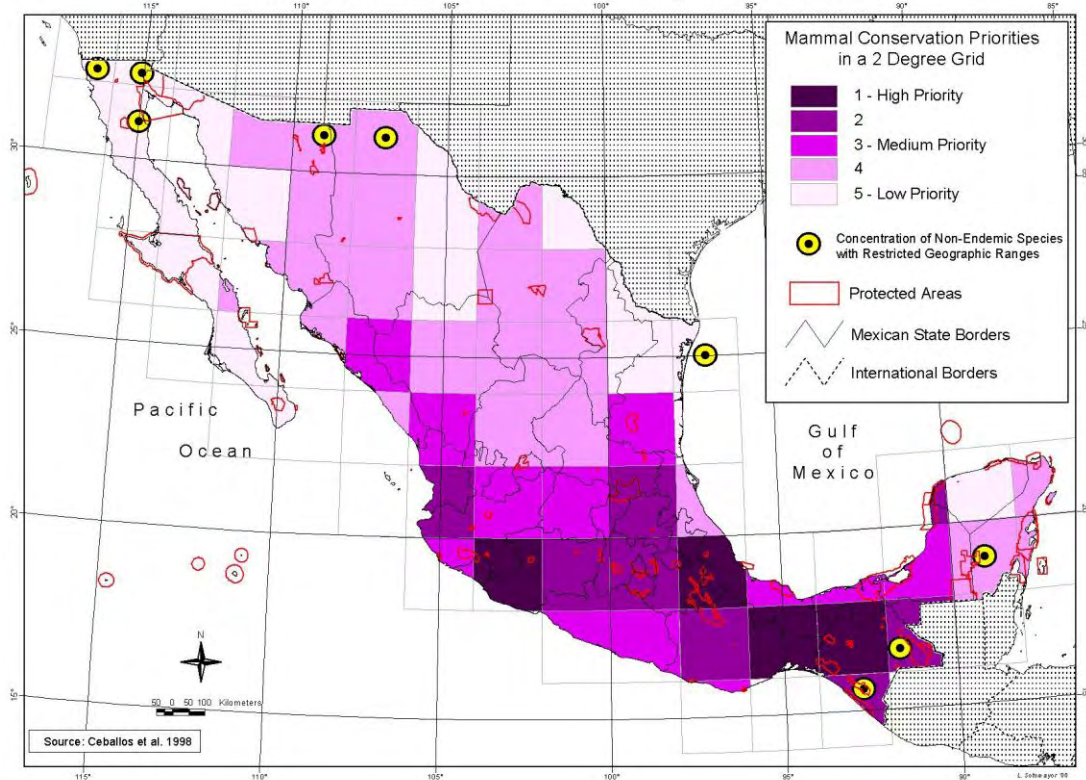 115°
110°
105°
100°
95°
90°
85°
Mammal Conservation Priorities
in a 2 Degree Grid
1 - High Priority
2
3 - Medium Priority
4
5 - Low Priority
Concentration of Non-Endemic Species
with Restricted Geographic Ranges
Protected Areas
Mexican State Borders
International Borders
30°
25°
20°
15°
Pacific
Ocean
Gulf
of
Mexico
N
50 0 50 100 Kilometers
Source: Ceballos et al. 1998
115°
110°
105°
100°
95°
90°